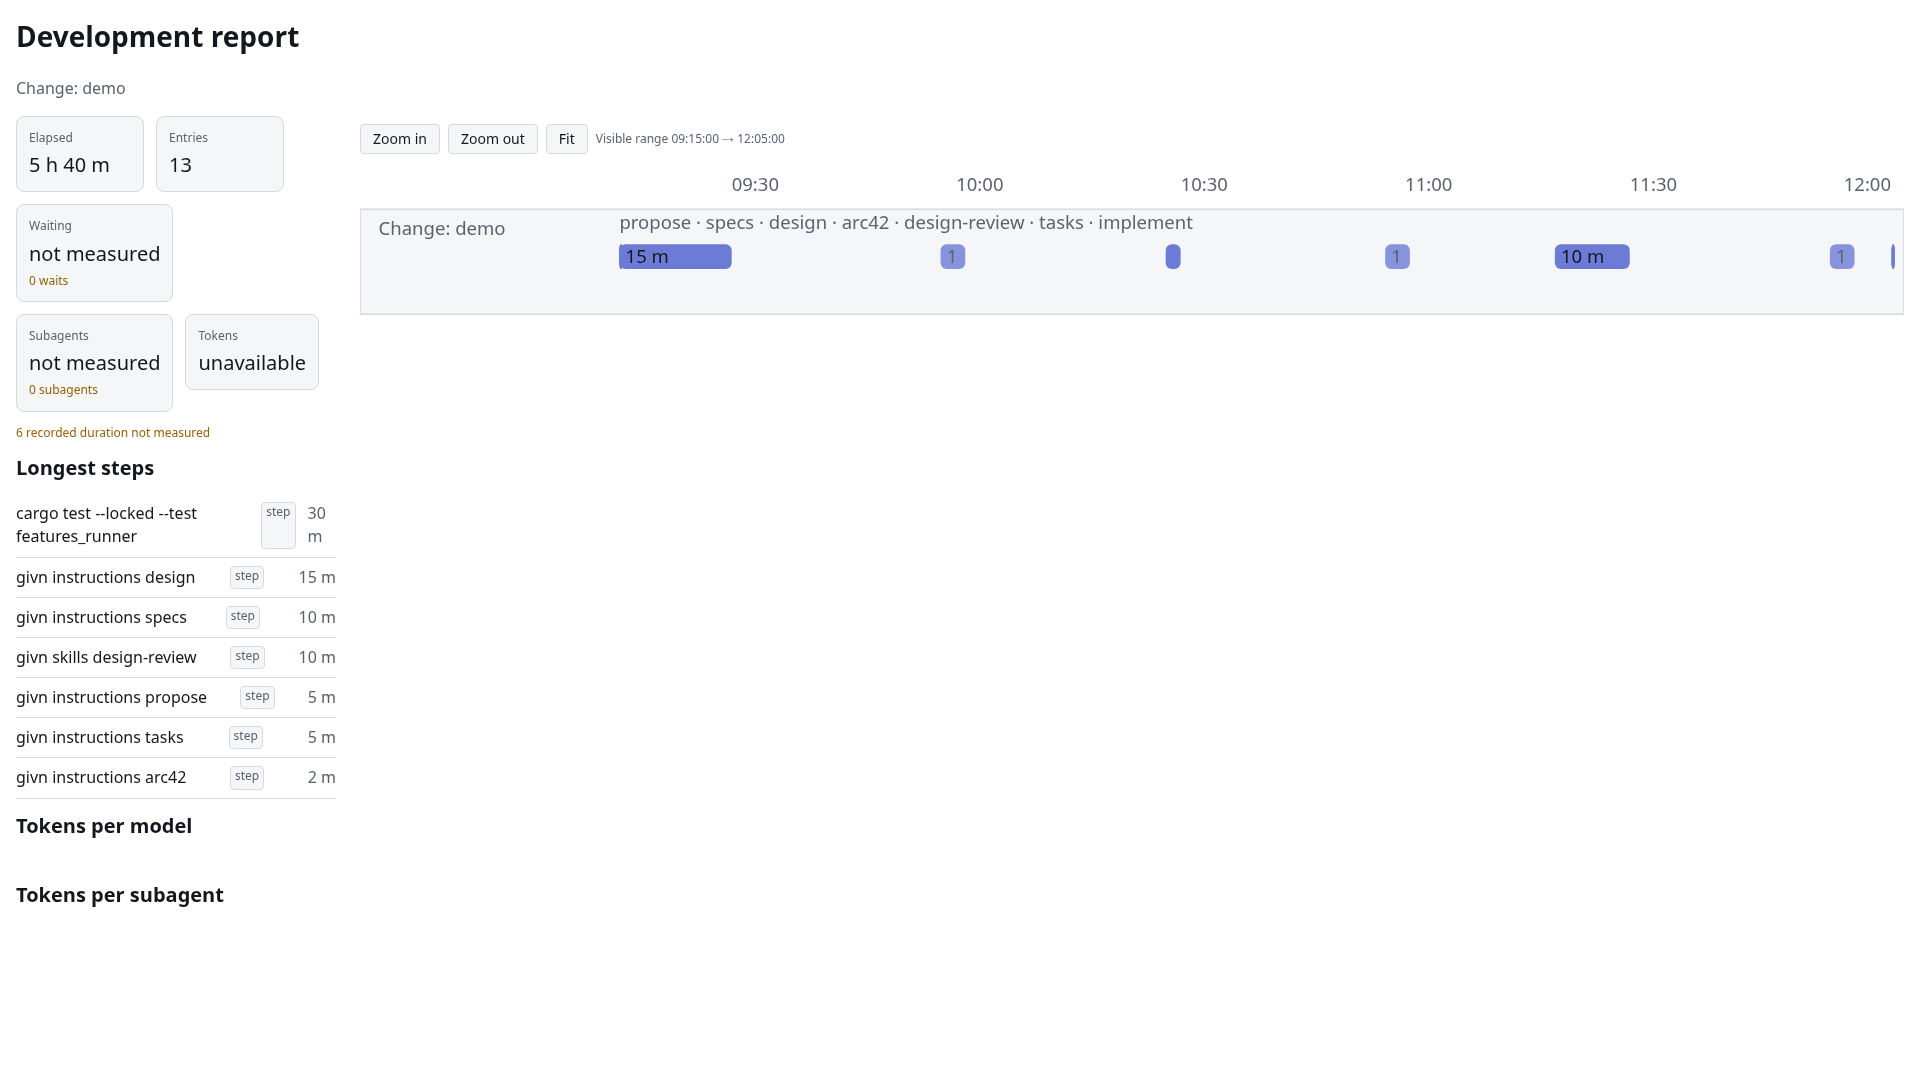 Development report
Change: demo
Elapsed
5 h 40 m
Entries
13
Waiting
not measured
0 waits
Subagents
not measured
0 subagents
Tokens
unavailable
6 recorded duration not measured
Longest steps
cargo test --locked --test features_runner
step
30 m
givn instructions design step 15 m
givn instructions specs step 10 m
givn skills design-review step 10 m
givn instructions propose step 5 m
givn instructions tasks step 5 m
givn instructions arc42 step 2 m
Tokens per model
Tokens per subagent
Zoom in Zoom out Fit Visible range 09:15:00 → 12:05:00
09:30 10:00 10:30 11:00 11:30 12:00
Change: demo
propose · specs · design · arc42 · design-review · tasks · implement
15 m 1 1 10 m 1